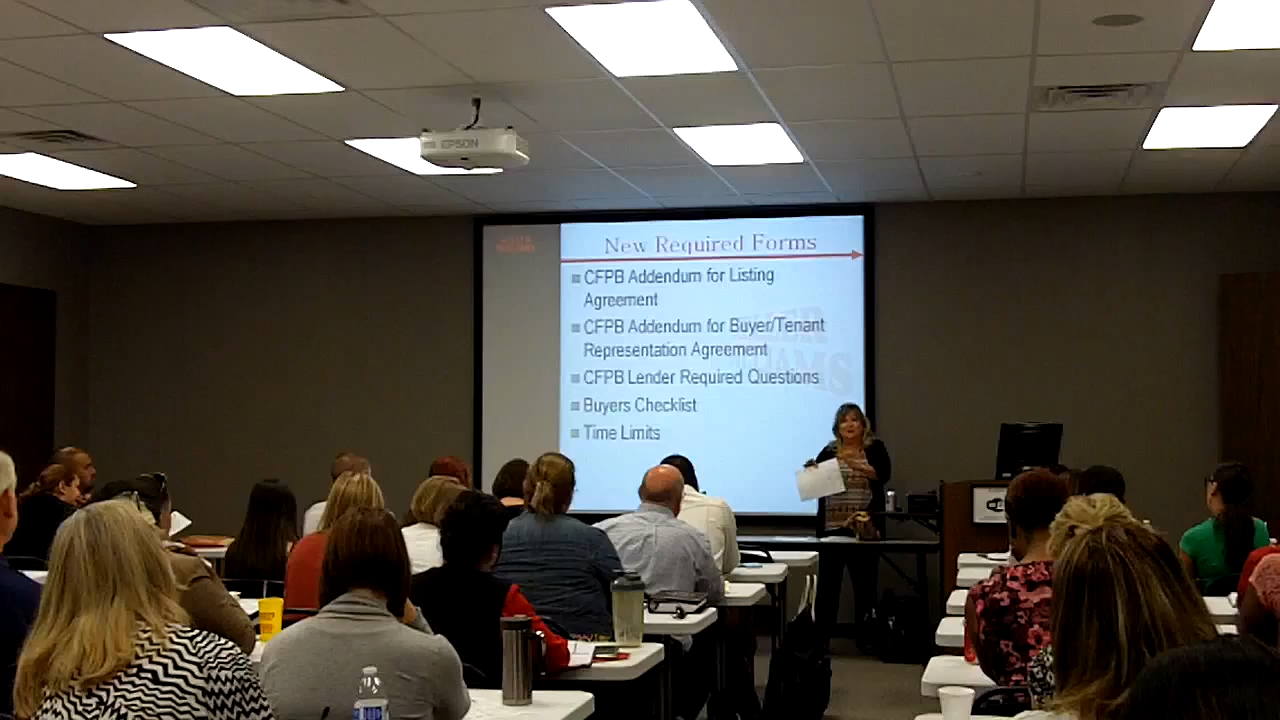 EPSON
New Required Forms
CFPB Addendum for Listing
Agreement
CFPB Addendum for Buyer/Tenant
Representation Agreement
CFPB Lender Required Questions
Buyers Checklist
Time Limits